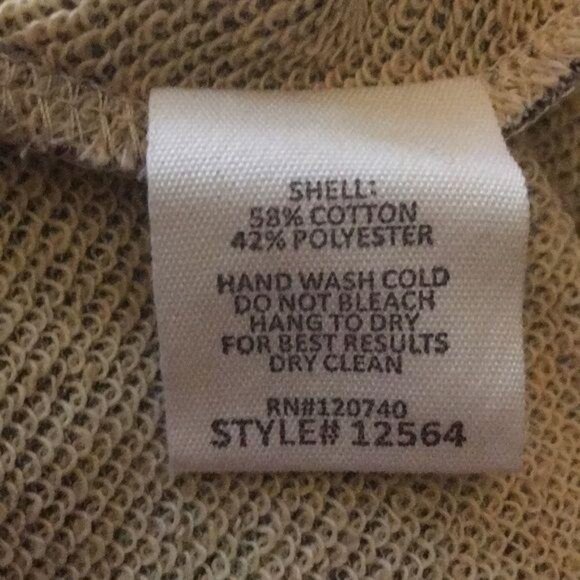 SHELL:
58% COTTON
42% POLYESTER
HAND WASH COLD
DO NOT BLEACH
HANG TO DRY
FOR BEST RESULTS
DRY CLEAN
RN#120740
STYLE# 12564